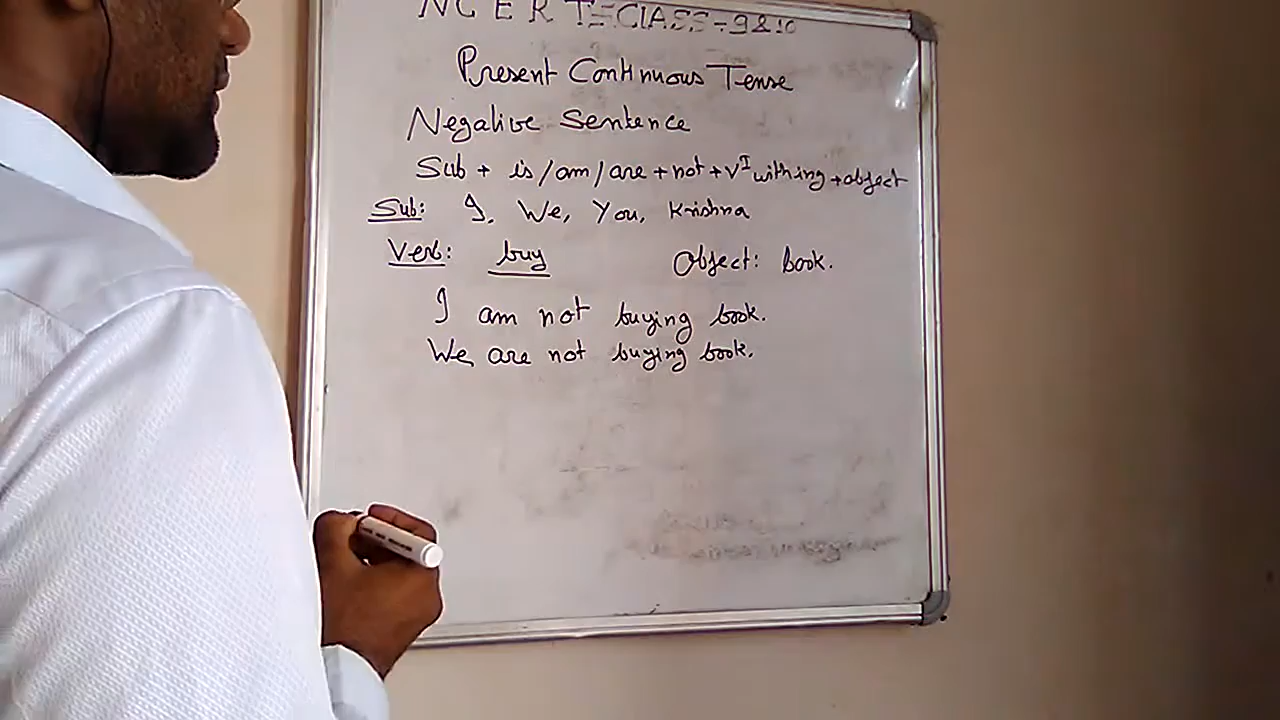 NCERT CLASS - 9 & 10
Present Continuous Tense
Negative Sentence
Sub + is/am/are + not + V^I with ing + object
Sub: I, We, You, Krishna
Verb: buy Object: book.
I am not buying book.
We are not buying book.